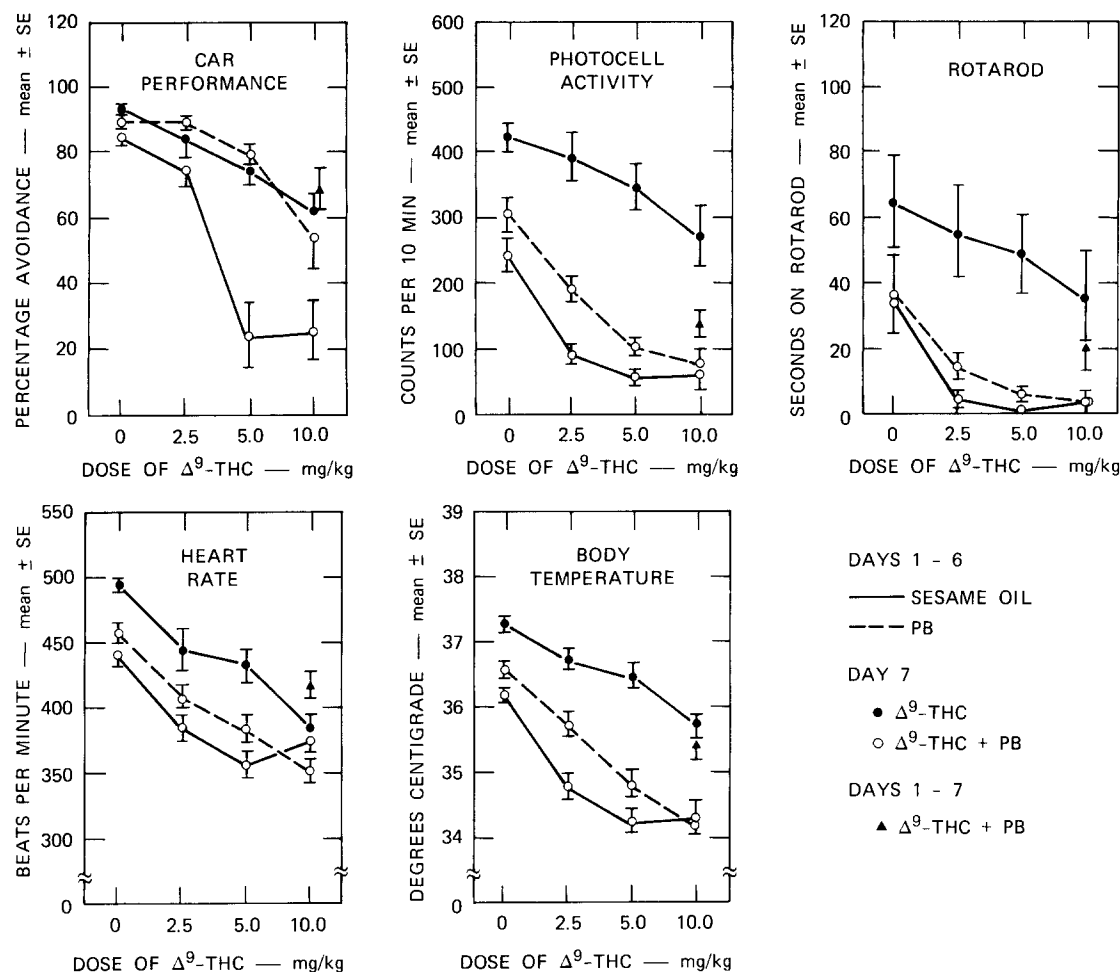 CAR
PERFORMANCE
PERCENTAGE AVOIDANCE — mean ± SE
120
100
80
60
40
20
0
0 2.5 5.0 10.0
DOSE OF Δ⁹-THC — mg/kg
PHOTOCELL
ACTIVITY
COUNTS PER 10 MIN — mean ± SE
600
500
400
300
200
100
0
0 2.5 5.0 10.0
DOSE OF Δ⁹-THC — mg/kg
ROTAROD
SECONDS ON ROTAROD — mean ± SE
120
100
80
60
40
20
0
0 2.5 5.0 10.0
DOSE OF Δ⁹-THC — mg/kg
HEART
RATE
BEATS PER MINUTE — mean ± SE
550
500
450
400
350
300
0
0 2.5 5.0 10.0
DOSE OF Δ⁹-THC — mg/kg
BODY
TEMPERATURE
DEGREES CENTIGRADE — mean ± SE
39
38
37
36
35
34
0
0 2.5 5.0 10.0
DOSE OF Δ⁹-THC — mg/kg
DAYS 1 - 6
SESAME OIL
PB
DAY 7
Δ⁹-THC
Δ⁹-THC + PB
DAYS 1 - 7
Δ⁹-THC + PB